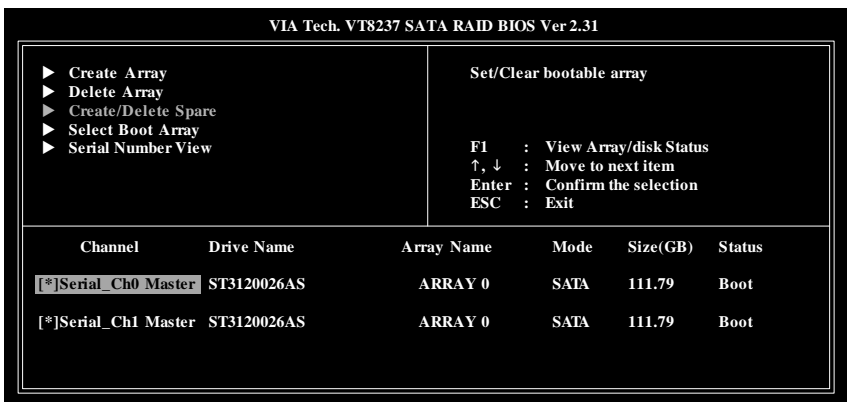 VIA Tech. VT8237 SATA RAID BIOS Ver 2.31
▶ Create Array
▶ Delete Array
▶ Create/Delete Spare
▶ Select Boot Array
▶ Serial Number View
Set/Clear bootable array
F1 : View Array/disk Status
↑, ↓ : Move to next item
Enter : Confirm the selection
ESC : Exit
Channel Drive Name Array Name Mode Size(GB) Status
[*]Serial_Ch0 Master ST3120026AS ARRAY 0 SATA 111.79 Boot
[*]Serial_Ch1 Master ST3120026AS ARRAY 0 SATA 111.79 Boot